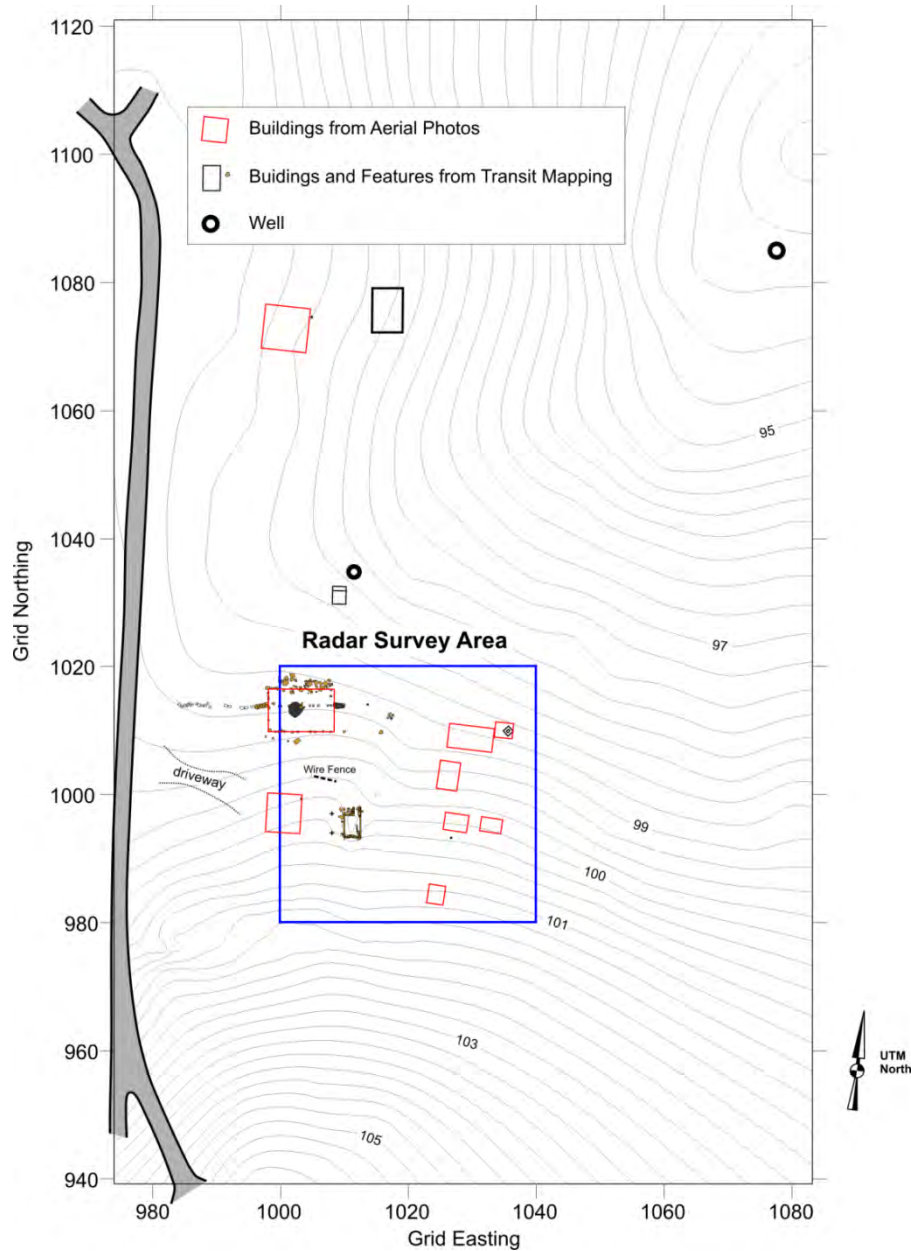 1120
1100
1080
1060
1040
1020
1000
980
960
940
Grid Northing
Buildings from Aerial Photos
Buidings and Features from Transit Mapping
Well
95
97
Radar Survey Area
Wire Fence
driveway
99
100
101
103
105
UTM
North
980
1000
1020
1040
1060
1080
Grid Easting